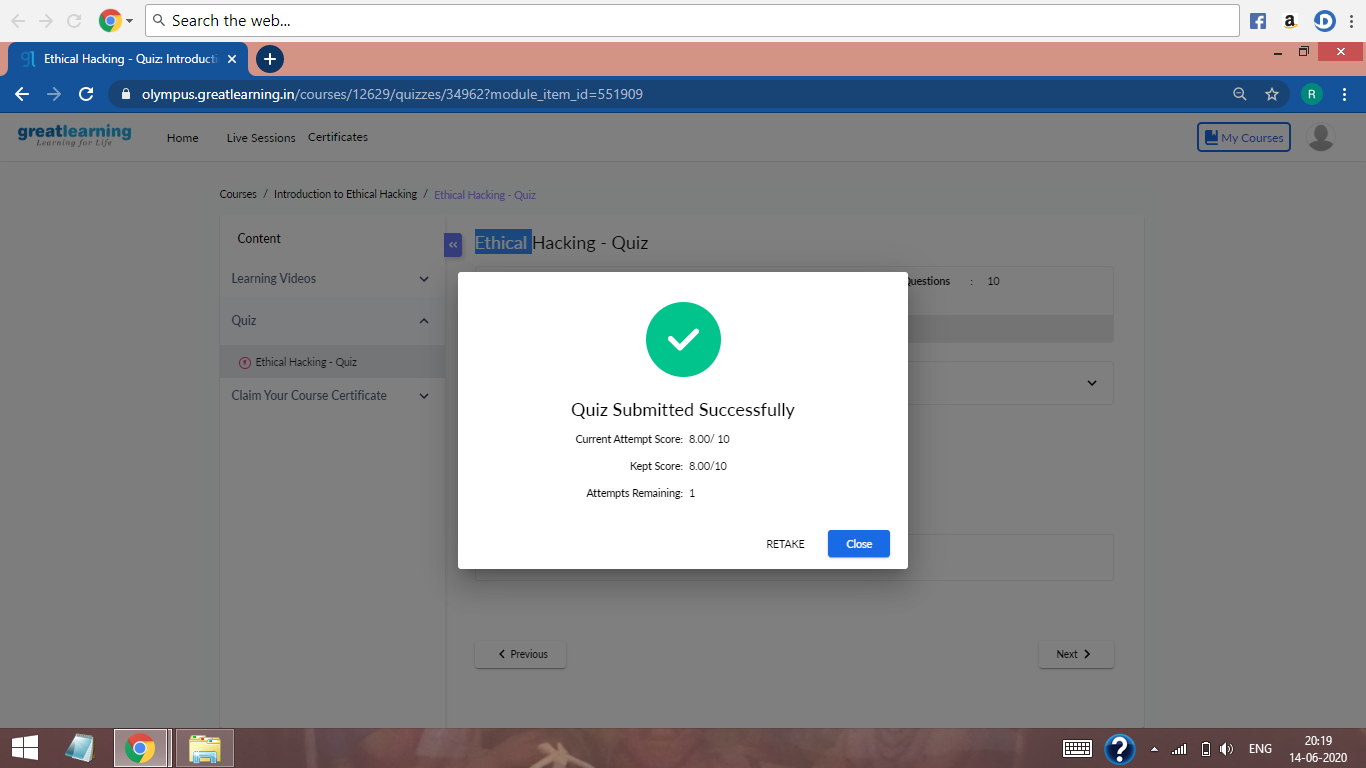 Search the web...
a
Ethical Hacking - Quiz: Introducti
olympus.greatlearning.in/courses/12629/quizzes/34962?module_item_id=551909
R
greatlearning
Learning for Life
Home
Live Sessions
Certificates
My Courses
Courses / Introduction to Ethical Hacking / Ethical Hacking - Quiz
Content
Learning Videos
Quiz
Ethical Hacking - Quiz
Claim Your Course Certificate
«
Ethical Hacking - Quiz
Questions : 10
Quiz Submitted Successfully
Current Attempt Score: 8.00/ 10
Kept Score: 8.00/10
Attempts Remaining: 1
RETAKE
Close
Previous
Next
?
ENG
20:19
14-06-2020